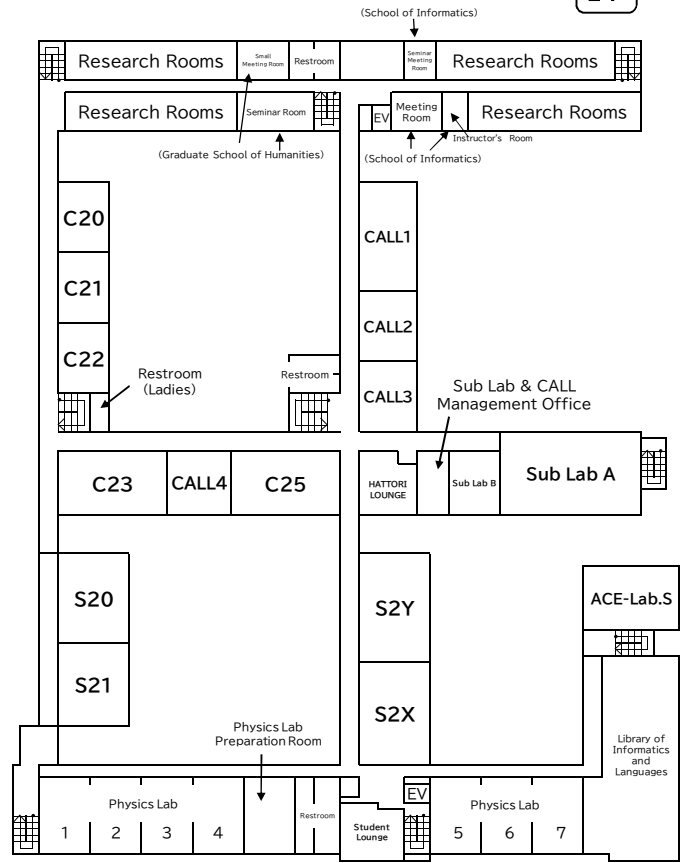 (School of Informatics)
Research Rooms
Small
Meeting Room
Restroom
Seminar
Meeting
Room
Research Rooms
Research Rooms
Seminar Room
EV
Meeting
Room
Research Rooms
Instructor's Room
(Graduate School of Humanities)
(School of Informatics)
C20
CALL1
C21
CALL2
C22
Restroom
(Ladies)
Restroom
CALL3
Sub Lab & CALL
Management Office
C23
CALL4
C25
HATTORI
LOUNGE
Sub Lab B
Sub Lab A
S20
S2Y
ACE-Lab.S
S21
S2X
Physics Lab
Preparation Room
Library of
Informatics
and
Languages
Physics Lab
1
2
3
4
Restroom
EV
Student
Lounge
Physics Lab
5
6
7